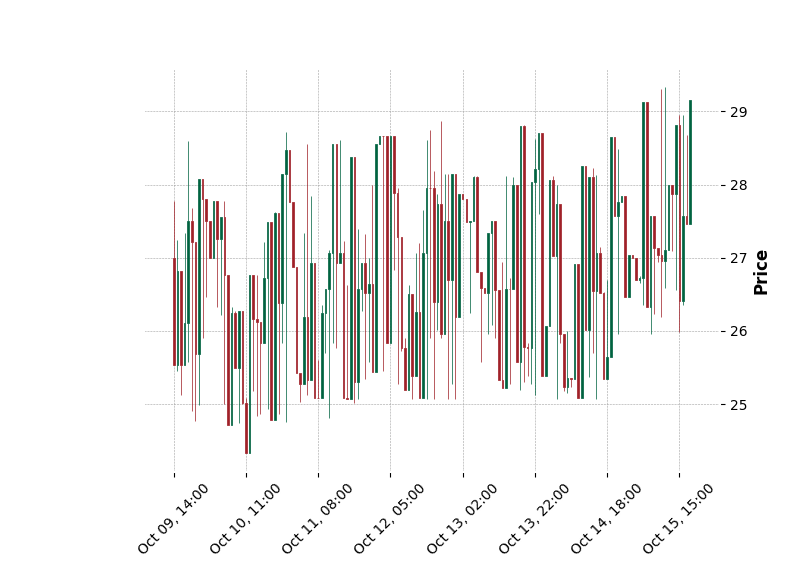 29
28
27
26
25
Price
Oct 09, 14:00
Oct 10, 11:00
Oct 11, 08:00
Oct 12, 05:00
Oct 13, 02:00
Oct 13, 22:00
Oct 14, 18:00
Oct 15, 15:00